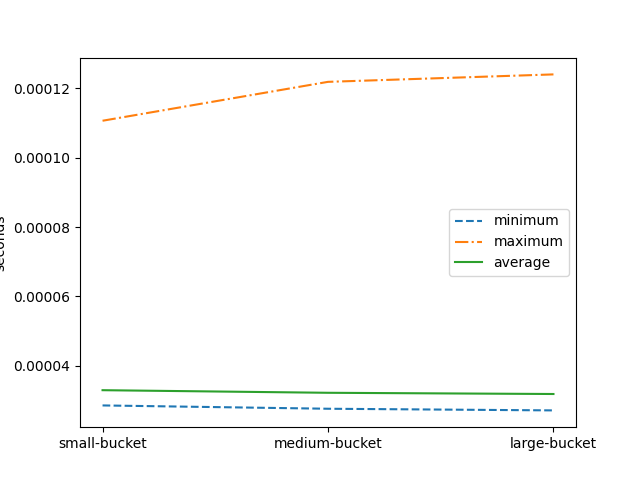 0.00012
0.00010
0.00008
0.00006
0.00004
seconds
minimum
maximum
average
small-bucket
medium-bucket
large-bucket